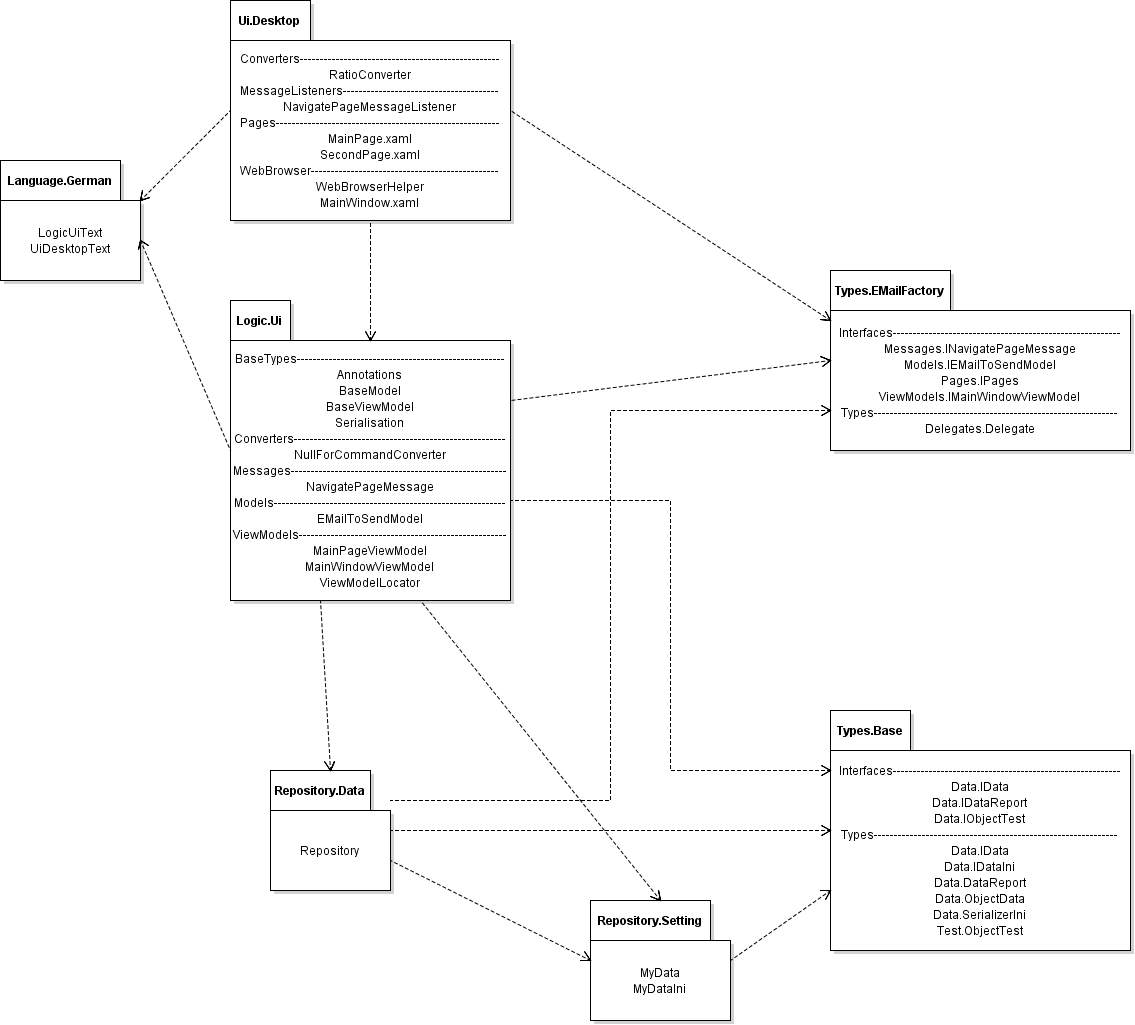 Ui.Desktop
Converters
RatioConverter
MessageListeners
NavigatePageMessageListener
Pages
MainPage.xaml
SecondPage.xaml
WebBrowser
WebBrowserHelper
MainWindow.xaml
Language.German
LogicUiText
UiDesktopText
Types.EMailFactory
Interfaces
Messages.INavigatePageMessage
Models.IEMailToSendModel
Pages.IPages
ViewModels.IMainWindowViewModel
Types
Delegates.Delegate
Logic.Ui
BaseTypes
Annotations
BaseModel
BaseViewModel
Serialisation
Converters
NullForCommandConverter
Messages
NavigatePageMessage
Models
EMailToSendModel
ViewModels
MainPageViewModel
MainWindowViewModel
ViewModelLocator
Types.Base
Interfaces
Data.IData
Data.IDataReport
Data.IObjectTest
Types
Data.IData
Data.IDataIni
Data.DataReport
Data.ObjectData
Data.SerializerIni
Test.ObjectTest
Repository.Data
Repository
Repository.Setting
MyData
MyDataIni